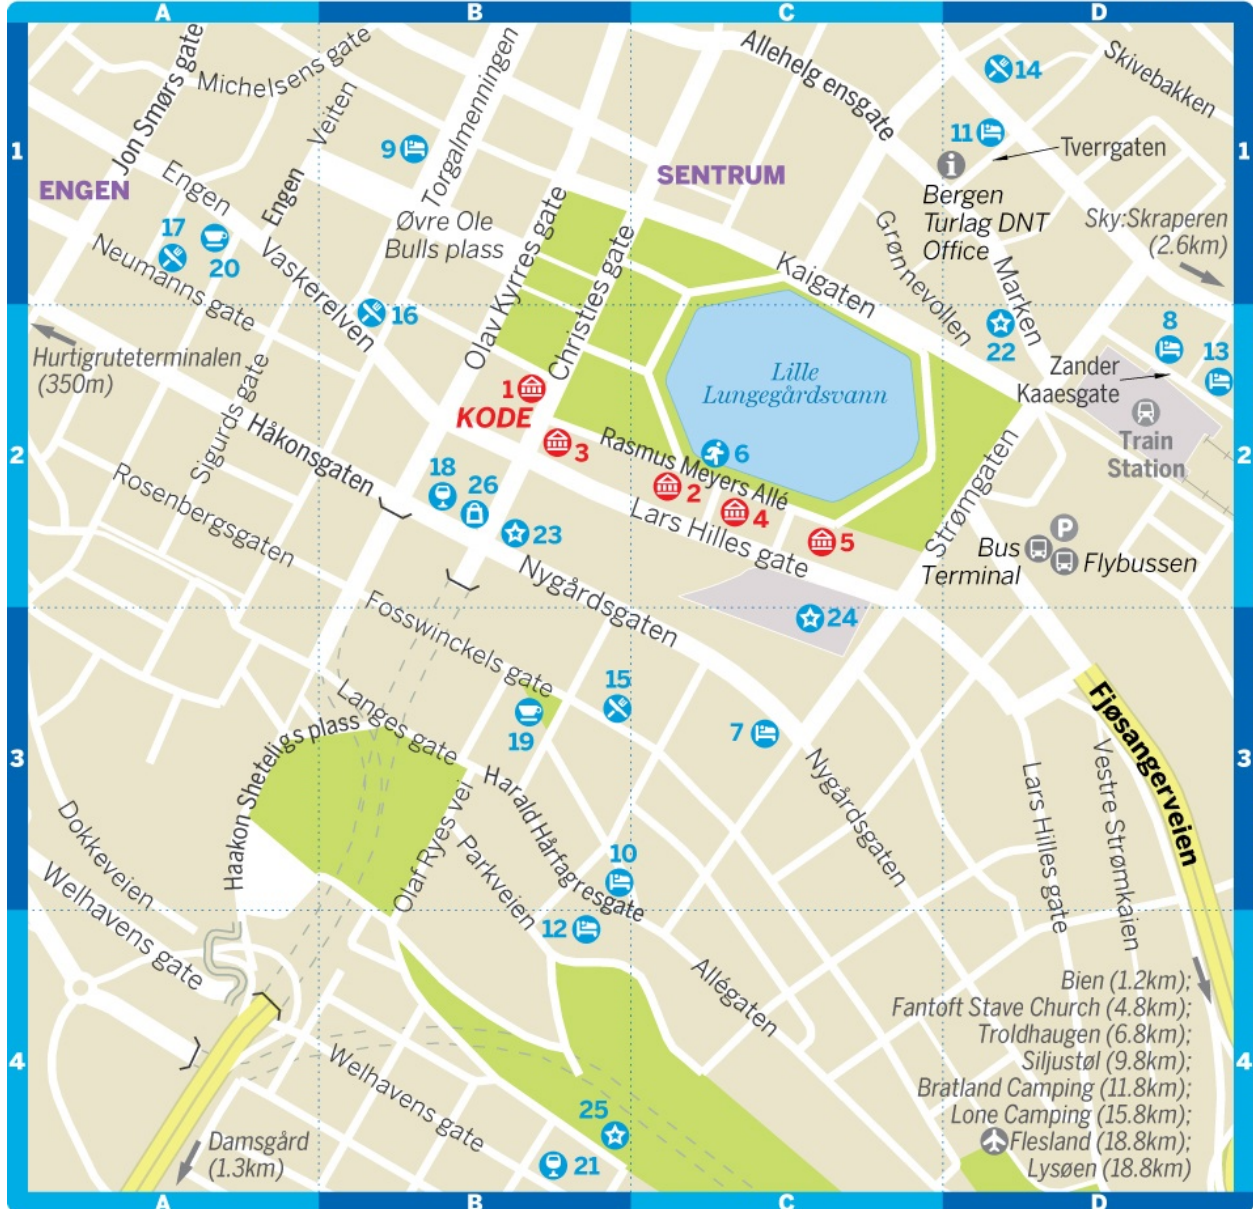 A
B
C
D
Jon Smørs gate
Michelsens gate
Torgalmenningen
Allehelg ensgate
Skivebakken
14
1
9
11
Tverrgaten
1
ENGEN
Engen
Veiten
SENTRUM
Engen
Bergen
Turlag DNT
Office
Sky:Skraperen
(2.6km)
17
20
Neumanns gate
Vaskerelven
Øvre Ole
Bulls plass
Olav Kyrres gate
Christies gate
Kaigaten
Grønnevollen
Marken
16
22
8
13
Hurtigruteterminalen
(350m)
Sigurds gate
1
KODE
Lille
Lungegårdsvann
Zander
Kaaesgate
Train
Station
2
Håkonsgaten
3
Rasmus Meyers Allé
6
2
Rosenbergsgaten
18
26
23
2
4
5
Lars Hilles gate
Strømgaten
P
Bus
Terminal
Flybussen
Nygårdsgaten
24
Fosswinckels gate
15
19
7
Langes gate
Haakon Sheteligs plass
Fjøsangerveien
3
3
Harald Hårfagresgate
Nygårdsgaten
Lars Hilles gate
Vestre Strømkaien
Dokkeveien
Olaf Ryes vei
Parkveien
10
Welhavens gate
12
Allégaten
Bien (1.2km);
Fantoft Stave Church (4.8km);
Troldhaugen (6.8km);
Siljustøl (9.8km);
Bratland Camping (11.8km);
Lone Camping (15.8km);
Flesland (18.8km);
Lysøen (18.8km)
4
4
Welhavens gate
25
21
Damsgård
(1.3km)
A
B
C
D